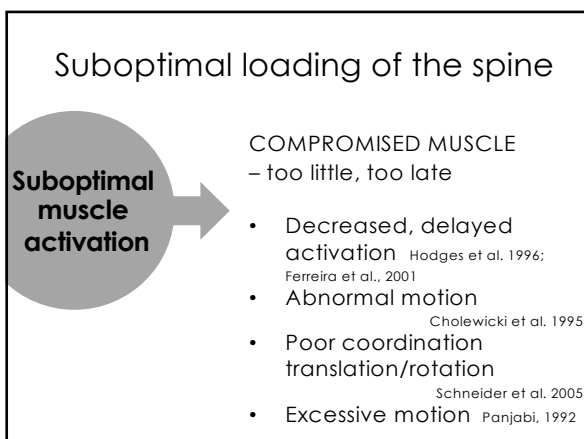 Suboptimal loading of the spine
Suboptimal
muscle
activation
COMPROMISED MUSCLE
– too little, too late
• Decreased, delayed
activation Hodges et al. 1996;
Ferreira et al., 2001
• Abnormal motion
Cholewicki et al. 1995
• Poor coordination
translation/rotation
Schneider et al. 2005
• Excessive motion Panjabi, 1992